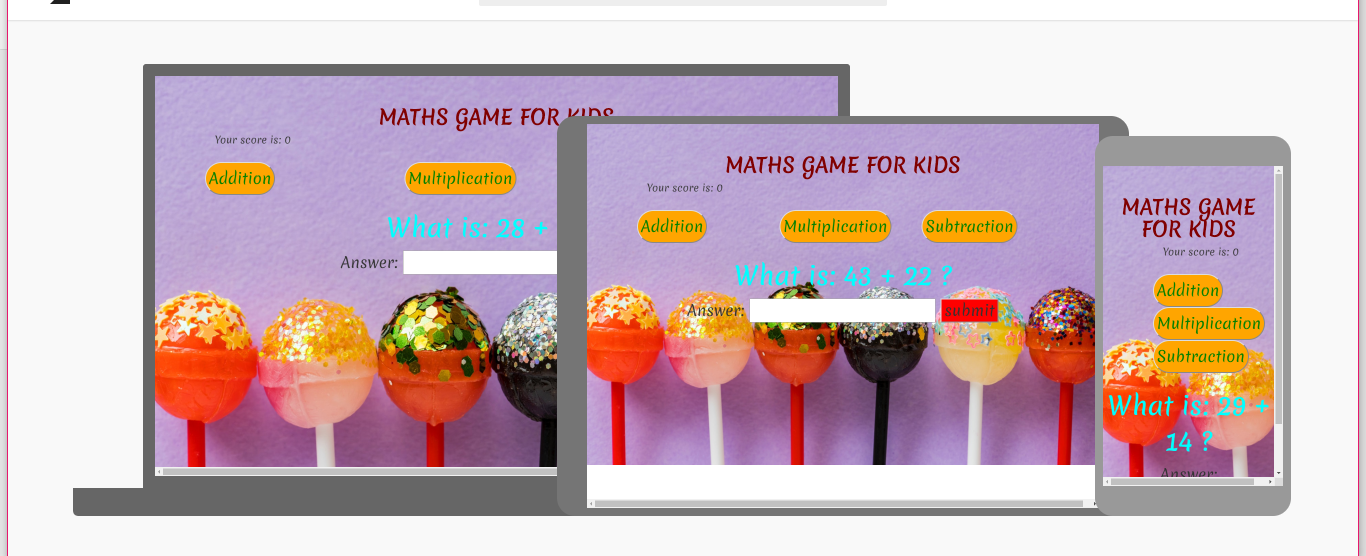 MATHS GAME FOR KIDS
Your score is: 0
Addition
Multiplication
What is: 28 +
Answer:
MATHS GAME FOR KIDS
Your score is: 0
Addition
Multiplication
Subtraction
What is: 43 + 22 ?
Answer:
submit
MATHS GAME
FOR KIDS
Your score is: 0
Addition
Multiplication
Subtraction
What is: 29 +
14 ?
Answer: